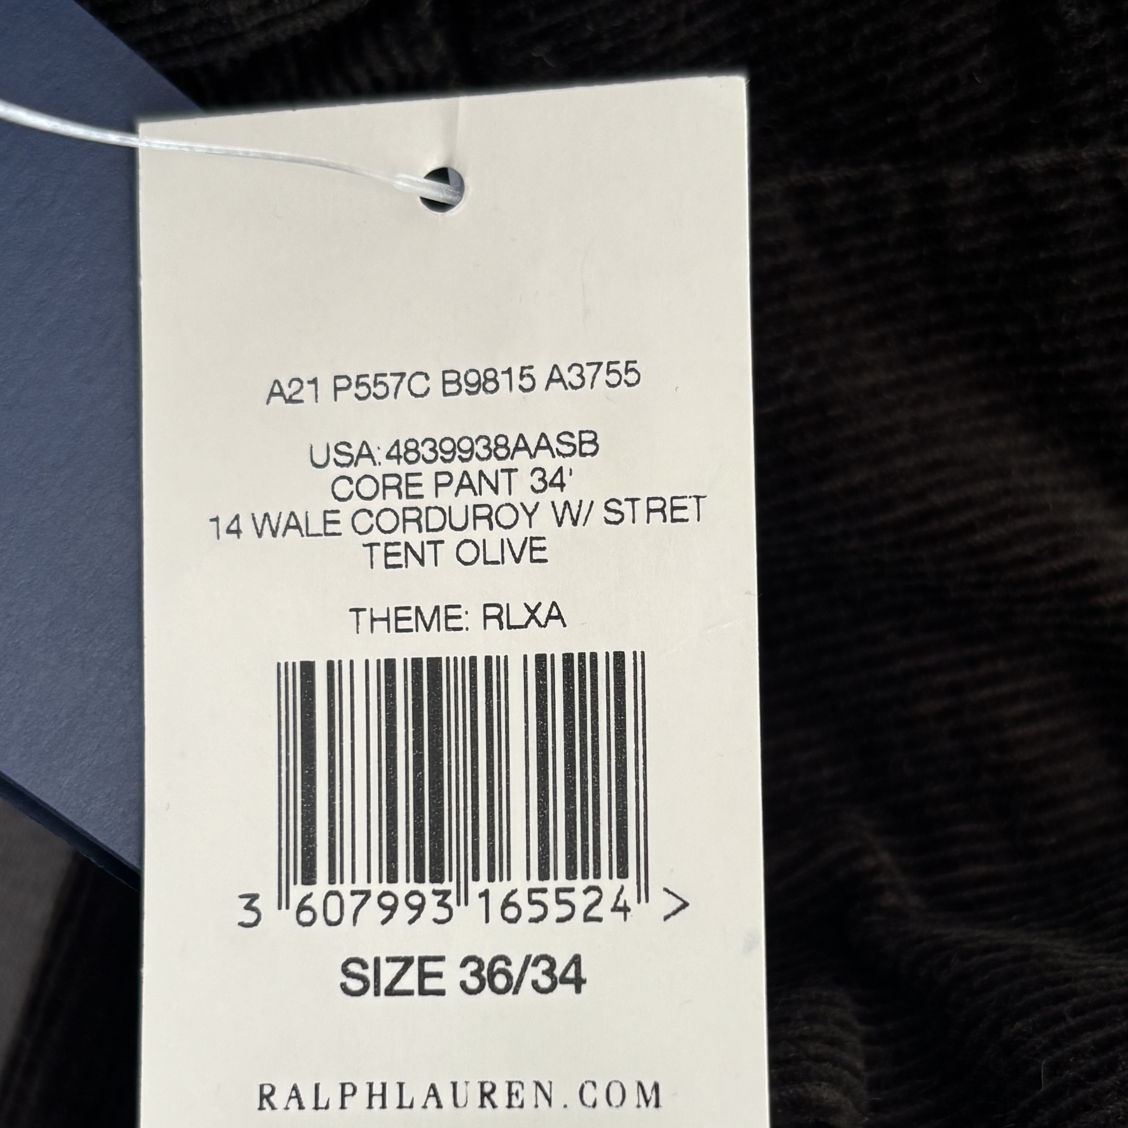 A21 P557C B9815 A3755
USA:4839938AASB
CORE PANT 34'
14 WALE CORDUROY W/ STRET
TENT OLIVE
THEME: RLXA
3 607993 165524 >
SIZE 36/34
RALPHLAUREN.COM